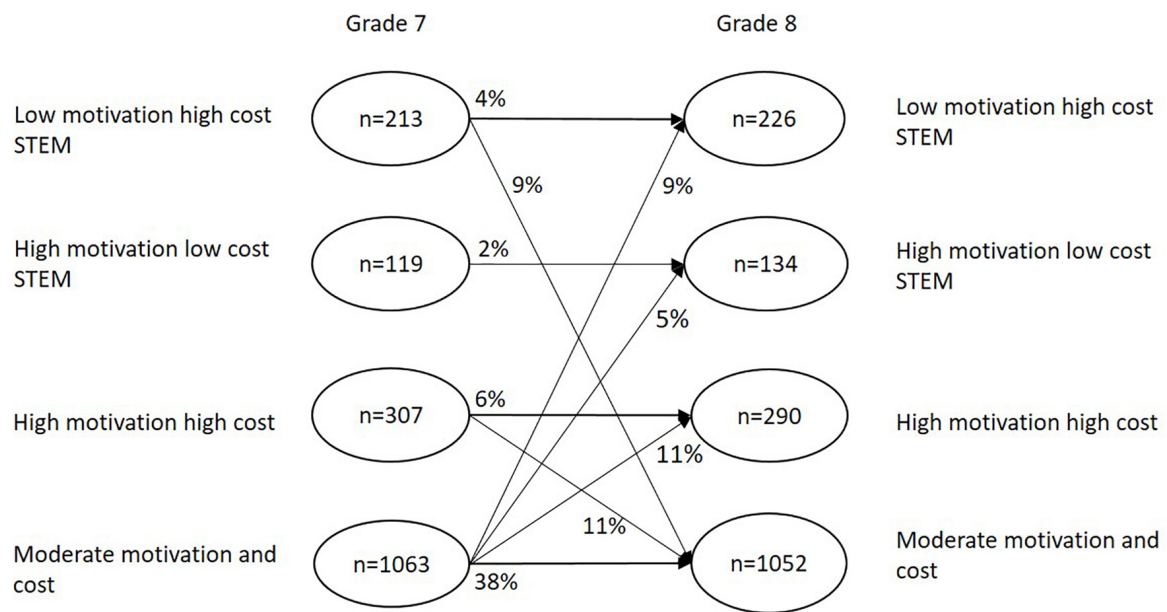 Grade 7
Grade 8
Low motivation high cost
STEM
n=213
4%
n=226
Low motivation high cost
STEM
9%
9%
High motivation low cost
STEM
n=119
2%
n=134
High motivation low cost
STEM
5%
High motivation high cost
n=307
6%
n=290
High motivation high cost
11%
11%
Moderate motivation and
cost
n=1063
38%
n=1052
Moderate motivation and
cost